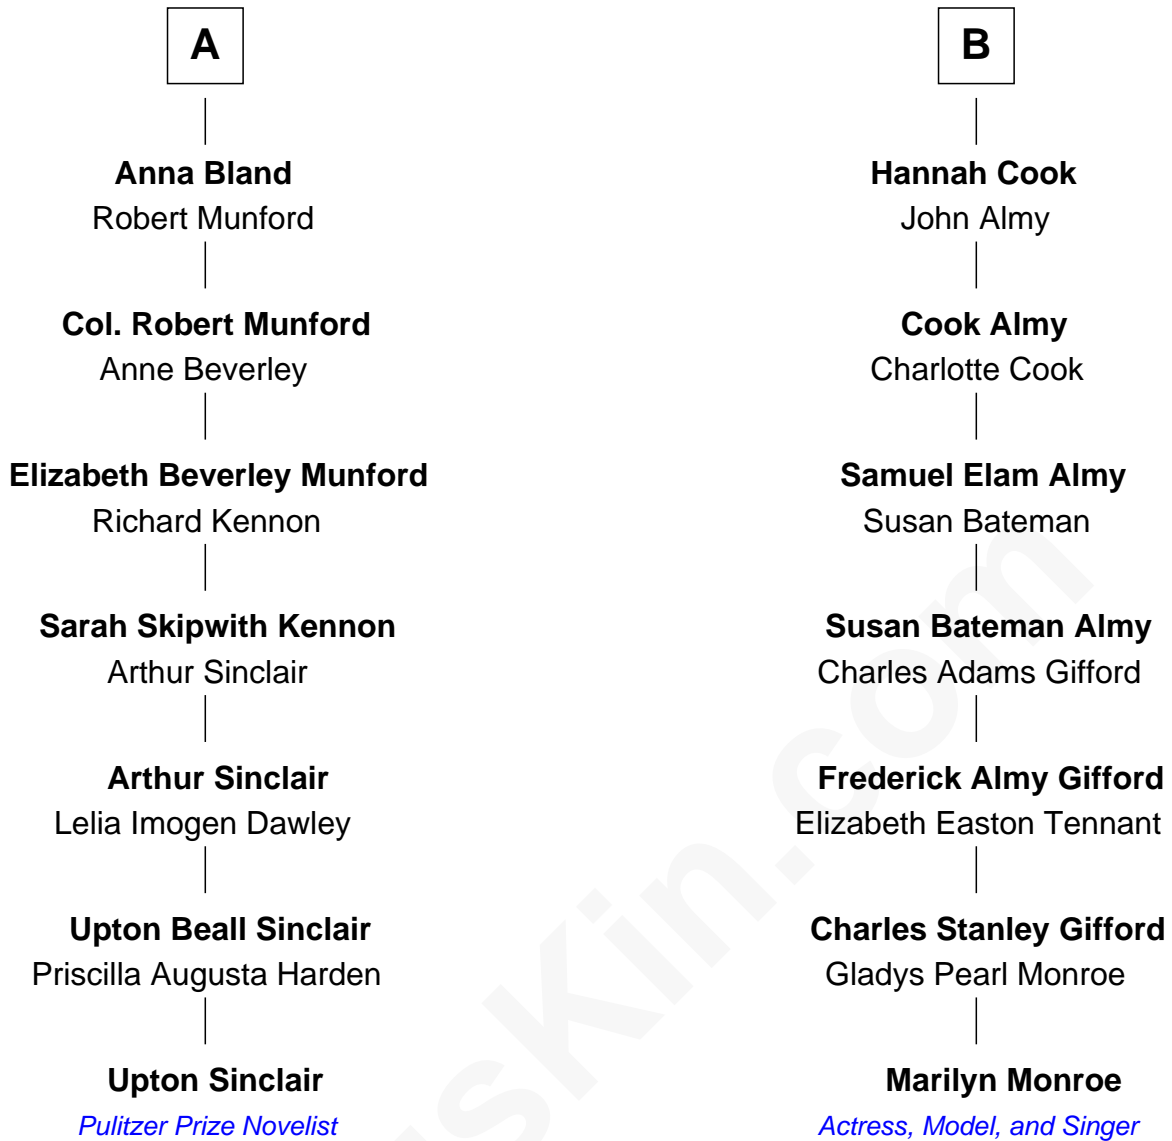 A
Anna Bland
Robert Munford
Col. Robert Munford
Anne Beverley
Elizabeth Beverley Munford
Richard Kennon
Sarah Skipwith Kennon
Arthur Sinclair
Arthur Sinclair
Lelia Imogen Dawley
Upton Beall Sinclair
Priscilla Augusta Harden
Upton Sinclair
Pulitzer Prize Novelist
B
Hannah Cook
John Almy
Cook Almy
Charlotte Cook
Samuel Elam Almy
Susan Bateman
Susan Bateman Almy
Charles Adams Gifford
Frederick Almy Gifford
Elizabeth Easton Tennant
Charles Stanley Gifford
Gladys Pearl Monroe
Marilyn Monroe
Actress, Model, and Singer
usKin.com